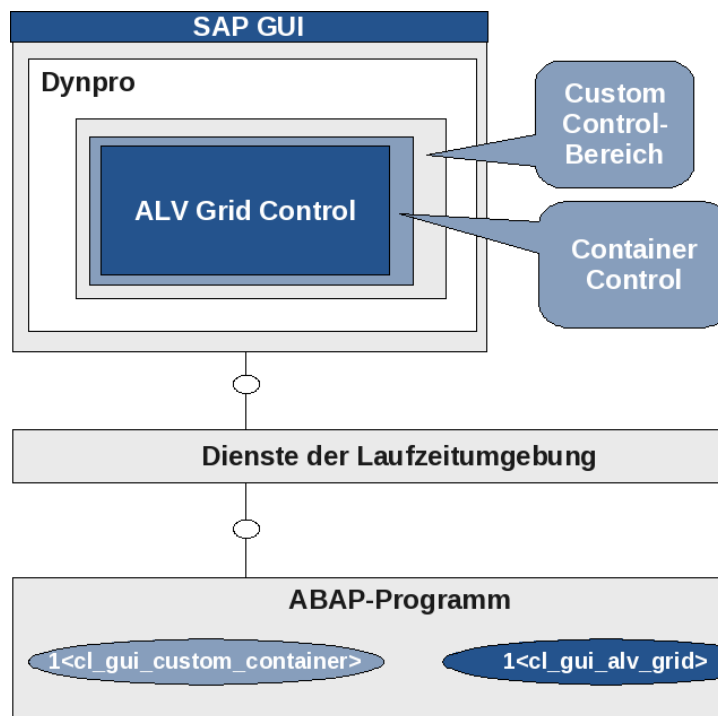 SAP GUI
Dynpro
Custom
Control-
Bereich
ALV Grid Control
Container
Control
Dienste der Laufzeitumgebung
ABAP-Programm
1<cl_gui_custom_container>
1<cl_gui_alv_grid>